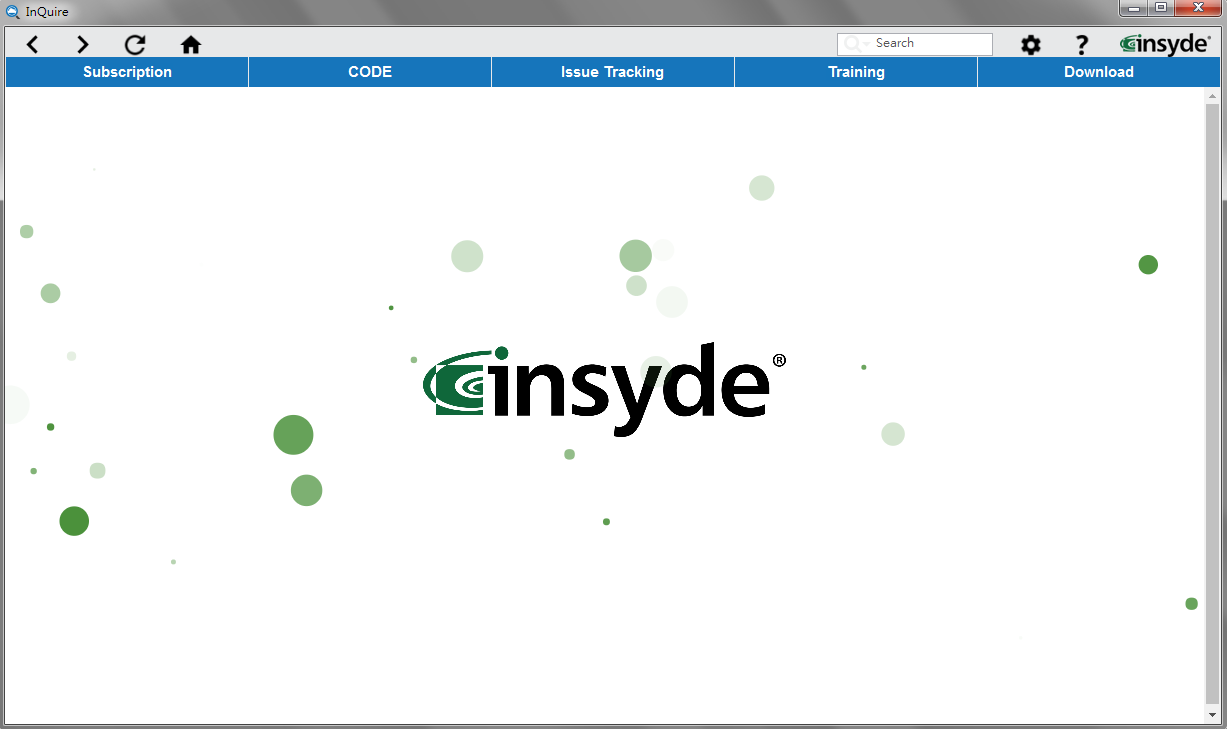 InQuire
Search
?
insyde®
Subscription
CODE
Issue Tracking
Training
Download
insyde®